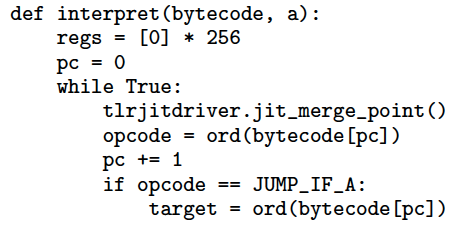 def interpret(bytecode, a):
    regs = [0] * 256
    pc = 0
    while True:
        tlrjitdriver.jit_merge_point()
        opcode = ord(bytecode[pc])
        pc += 1
        if opcode == JUMP_IF_A:
            target = ord(bytecode[pc])